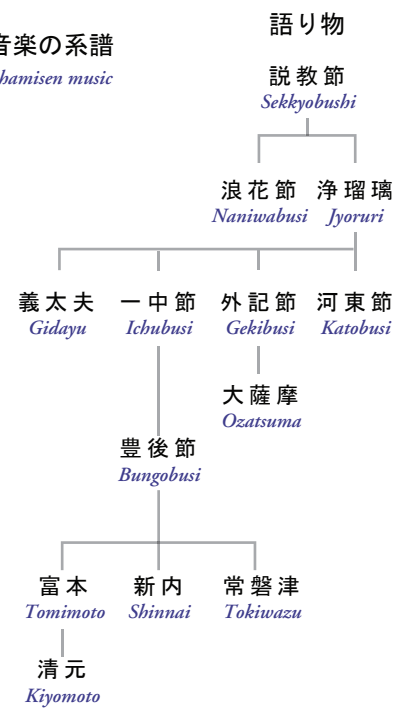 音楽の系譜
hamisen music
語り物
説教節
Sekkyobushi
浪花節 浄瑠璃
Naniwabusi Jyoruri
義太夫 一中節 外記節 河東節
Gidayu Ichubusi Gekibusi Katobusi
大薩摩
Ozatsuma
豊後節
Bungobusi
富本 新内 常磐津
Tomimoto Shinnai Tokiwazu
清元
Kiyomoto